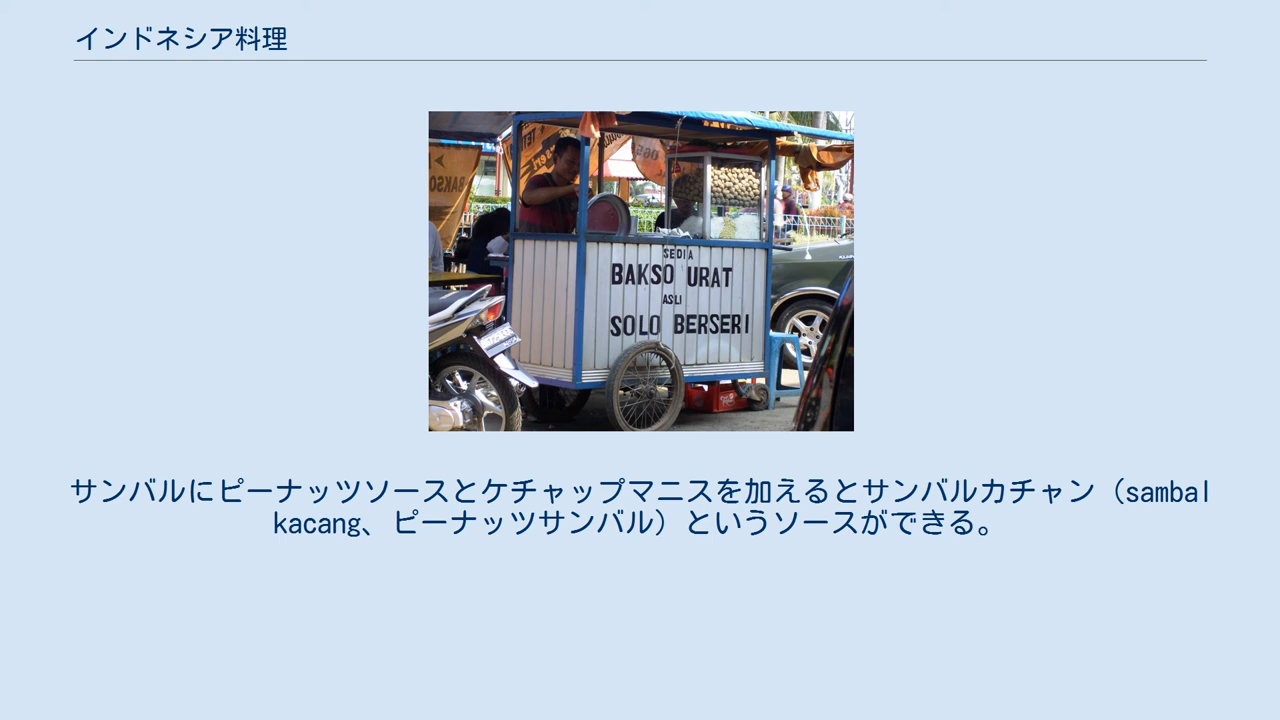 インドネシア料理
BAKSO
SEDIA
BAKSO URAT
ASLI
SOLO BERSERI
サンバルにピーナッツソースとケチャップマニスを加えるとサンバルカチャン（sambal
kacang、ピーナッツサンバル）というソースができる。